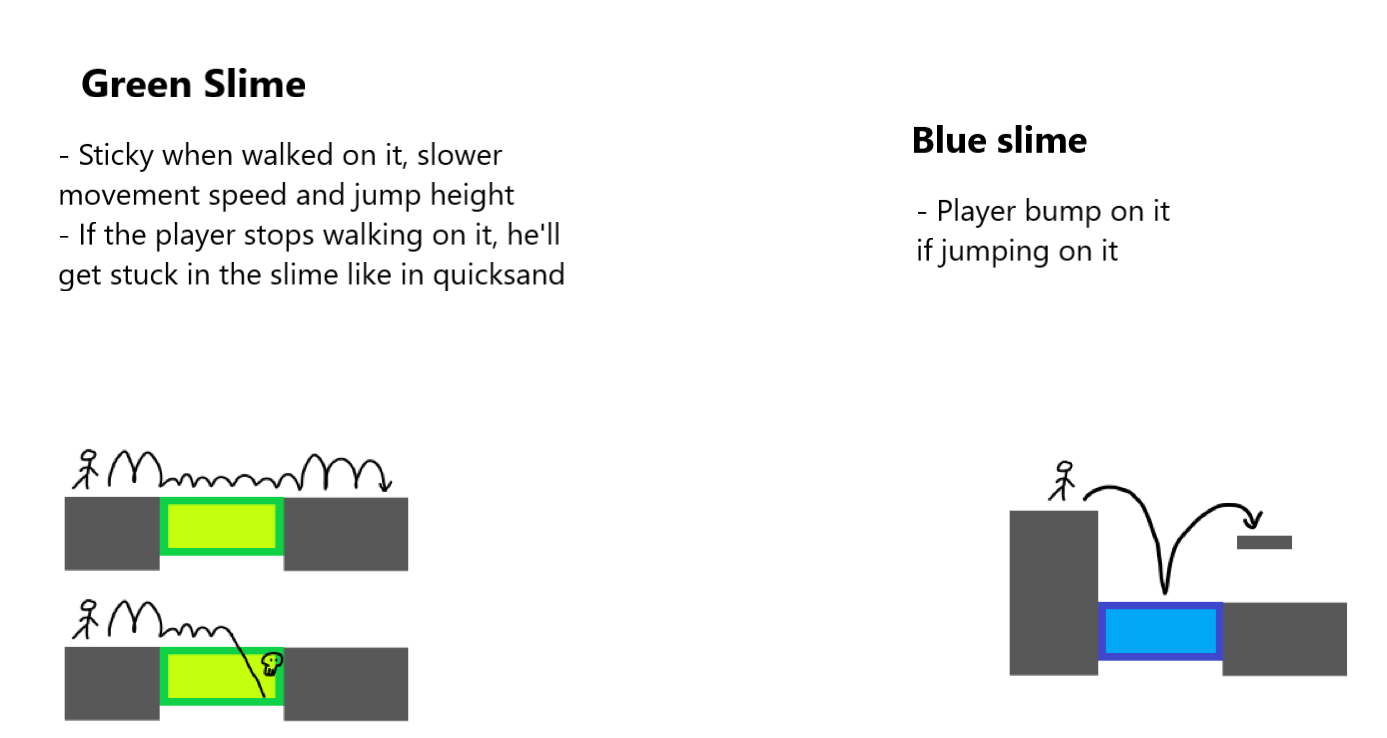 Green Slime
- Sticky when walked on it, slower
movement speed and jump height
- If the player stops walking on it, he'll
get stuck in the slime like in quicksand
Blue slime
- Player bump on it
if jumping on it